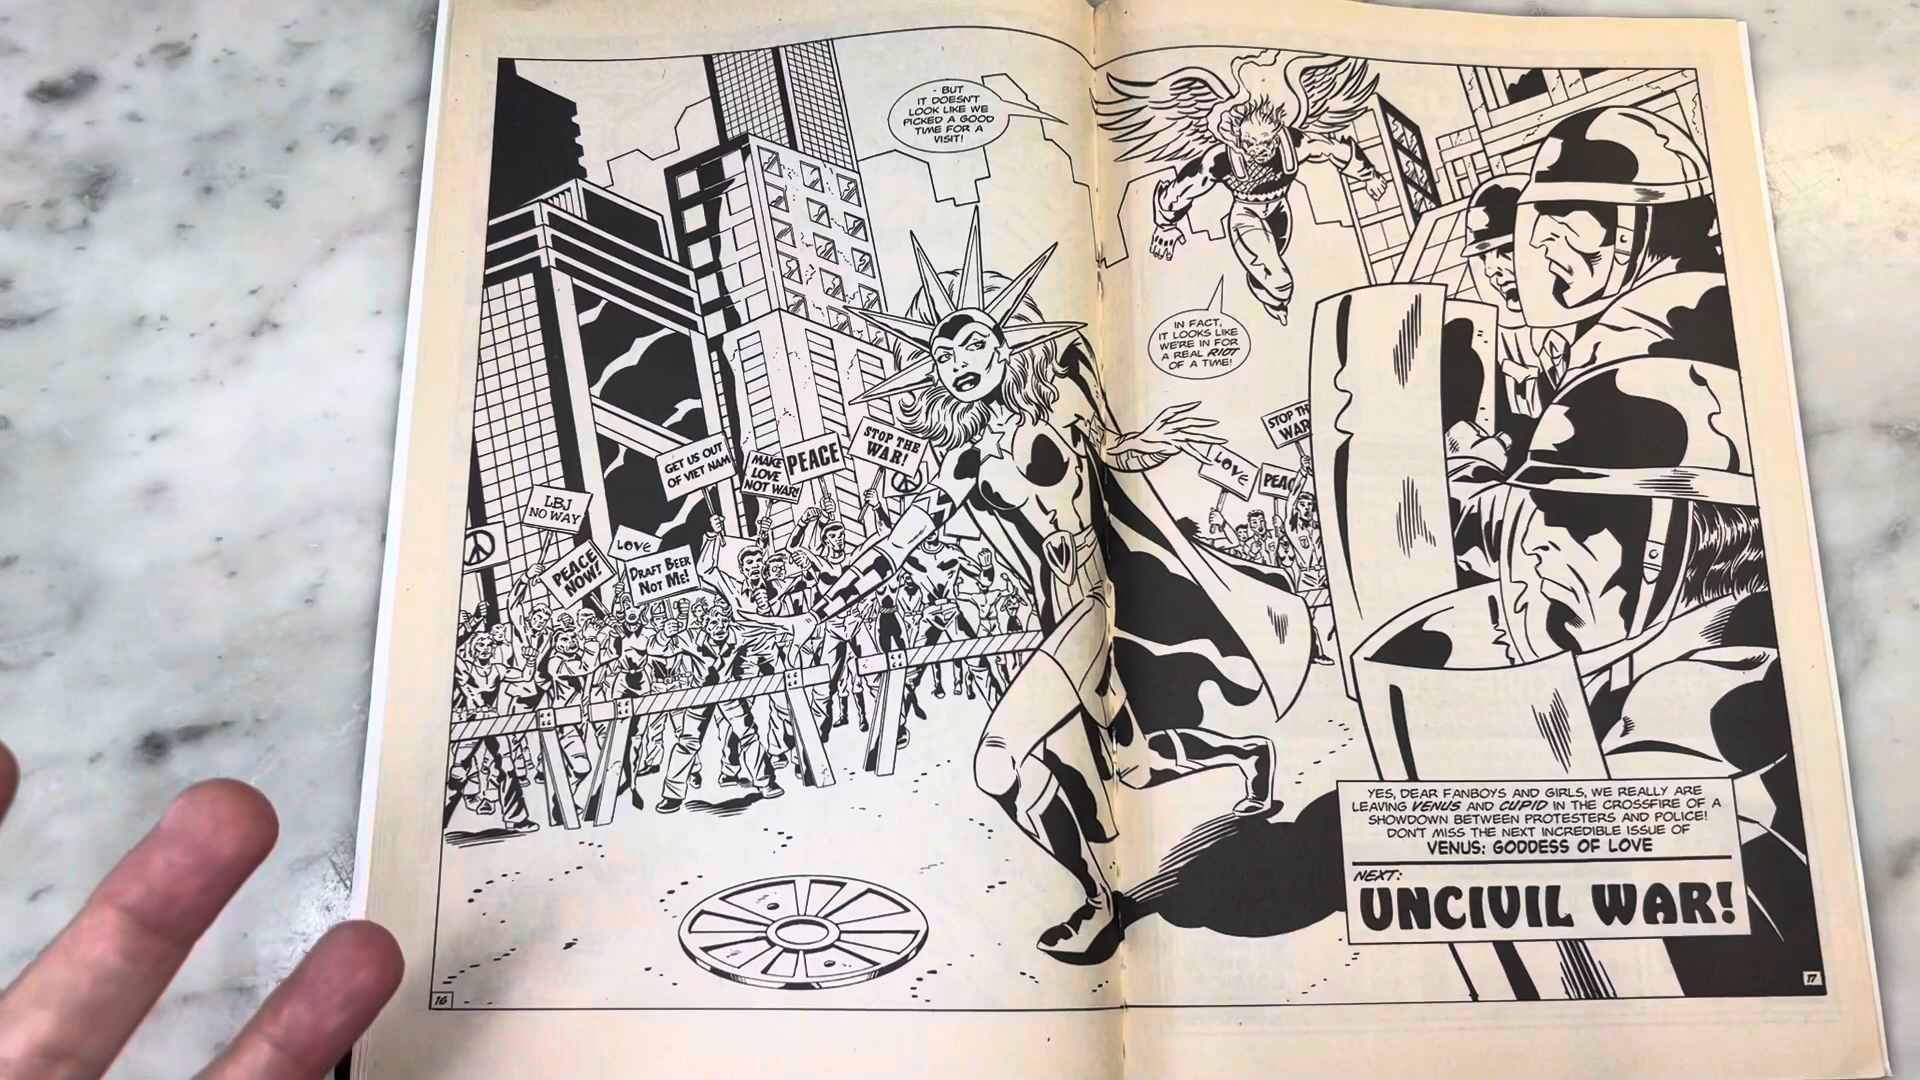 - BUT
IT DOESN'T
LOOK LIKE WE
PICKED A GOOD
TIME FOR A
VISIT!
IN FACT,
IT LOOKS LIKE
WE'RE IN FOR
A REAL RIOT
OF A TIME!
GET US OUT
OF VIET NAM
MAKE
LOVE
NOT WAR!
PEACE
STOP THE
WAR!
LBJ
NO WAY
PEACE
NOW!
LOVE
DRAFT BEER
NOT ME!
STOP TH
WAR
LOVE
PEAC
YES, DEAR FANBOYS AND GIRLS, WE REALLY ARE
LEAVING VENUS AND CUPID IN THE CROSSFIRE OF A
SHOWDOWN BETWEEN PROTESTERS AND POLICE!
DON'T MISS THE NEXT INCREDIBLE ISSUE OF
VENUS: GODDESS OF LOVE
NEXT:
UNCIVIL WAR!
16
17